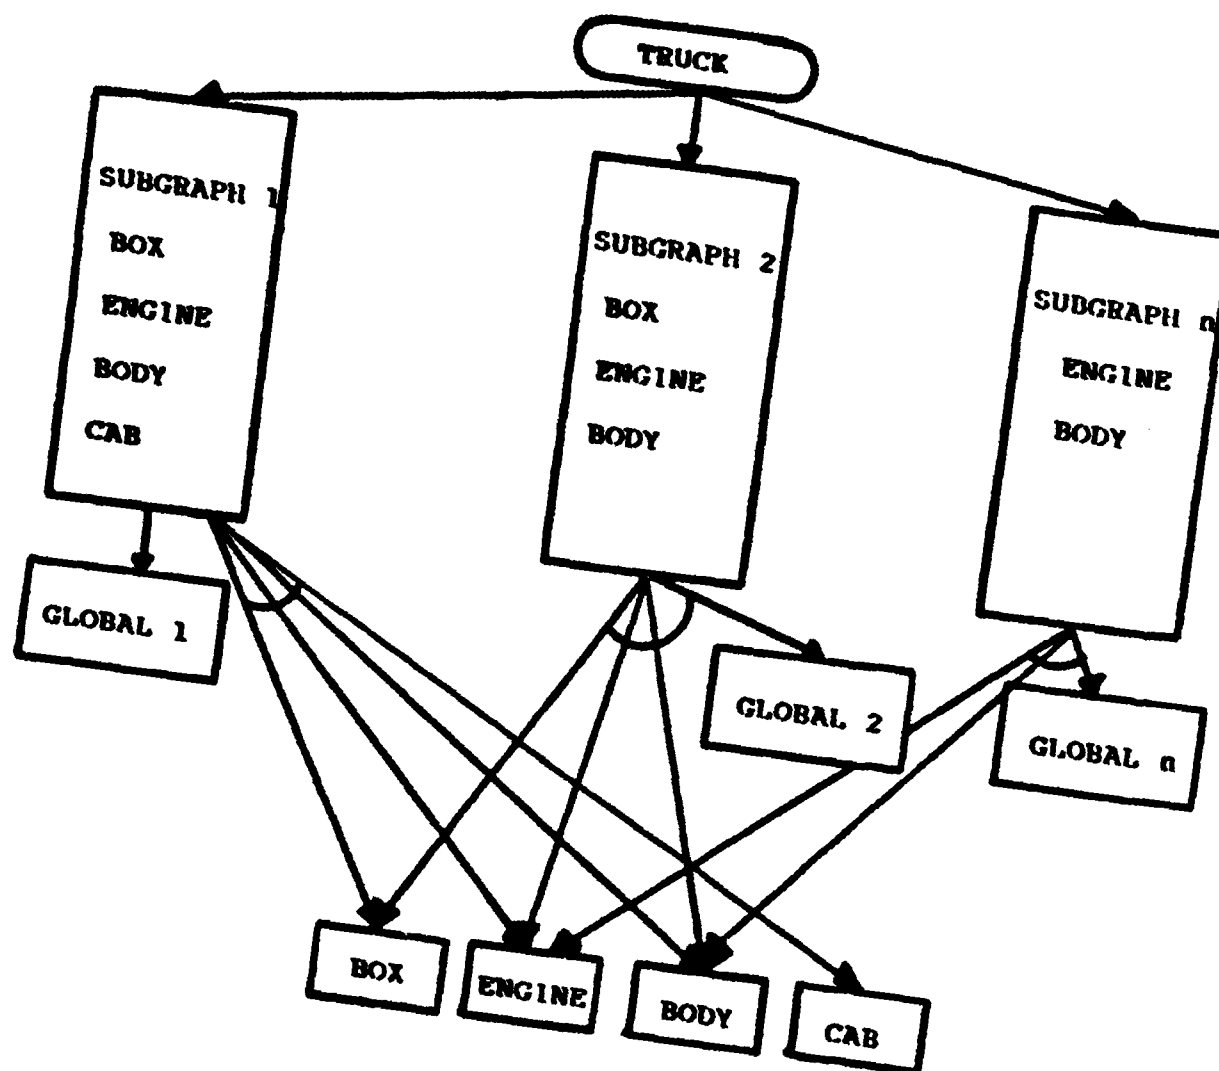 TRUCK
SUBGRAPH 1
BOX
ENGINE
BODY
CAB
SUBGRAPH 2
BOX
ENGINE
BODY
SUBGRAPH n
ENGINE
BODY
GLOBAL 1
GLOBAL 2
GLOBAL n
BOX
ENGINE
BODY
CAB